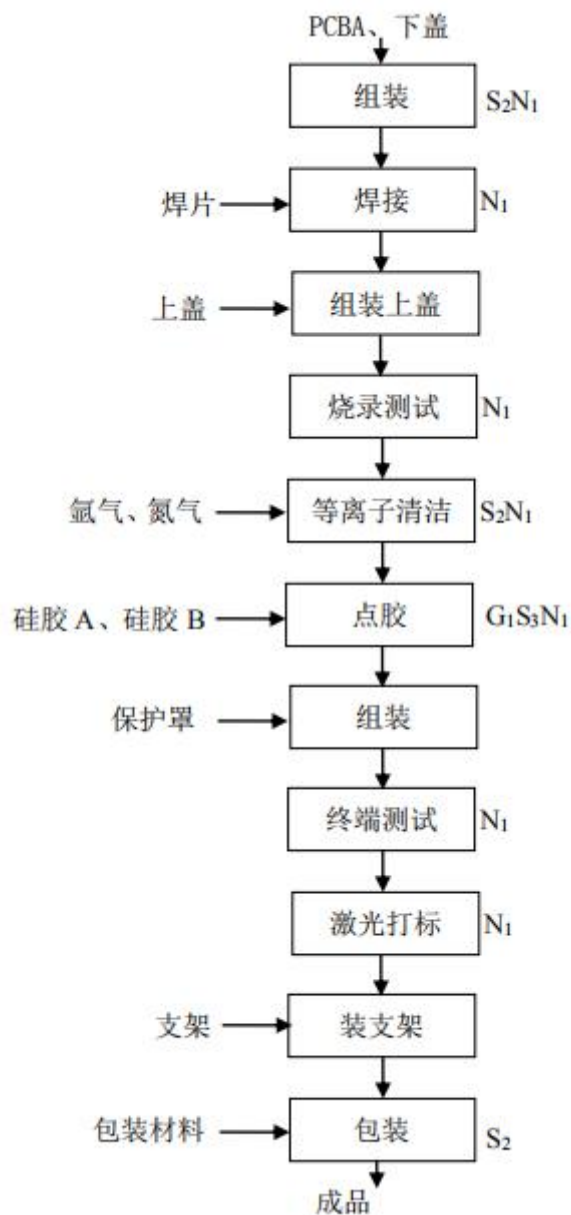 PCBA、下盖
组装 S₂N₁
焊片 焊接 N₁
上盖 组装上盖
烧录测试 N₁
氩气、氮气 等离子清洁 S₂N₁
硅胶 A、硅胶 B 点胶 G₁S₃N₁
保护罩 组装
终端测试 N₁
激光打标 N₁
支架 装支架
包装材料 包装 S₂
成品